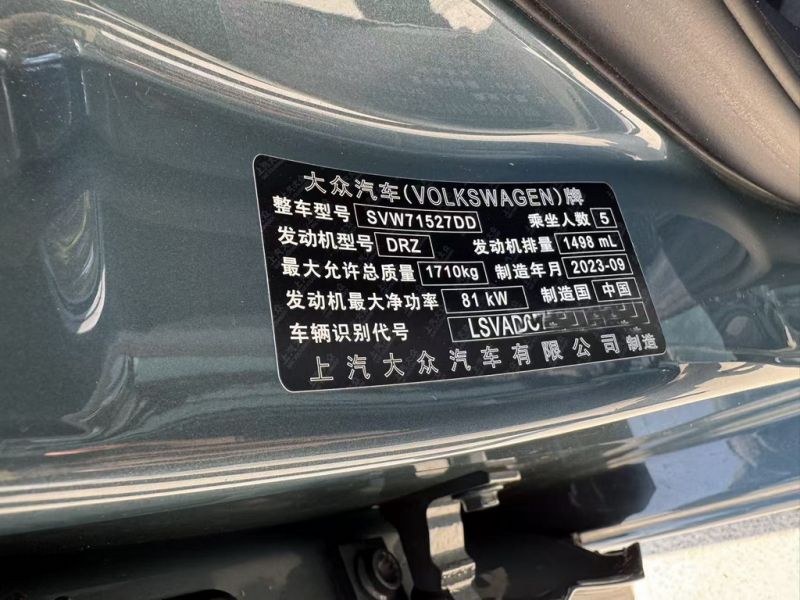 大众汽车(VOLKSWAGEN)牌
整车型号 SVW71527DD 乘坐人数 5
发动机型号 DRZ 发动机排量 1498 mL
最大允许总质量 1710kg 制造年月 2023-09
发动机最大净功率 81 kW 制造国 中国
车辆识别代号 LSVADC
上汽大众汽车有限公司 制造